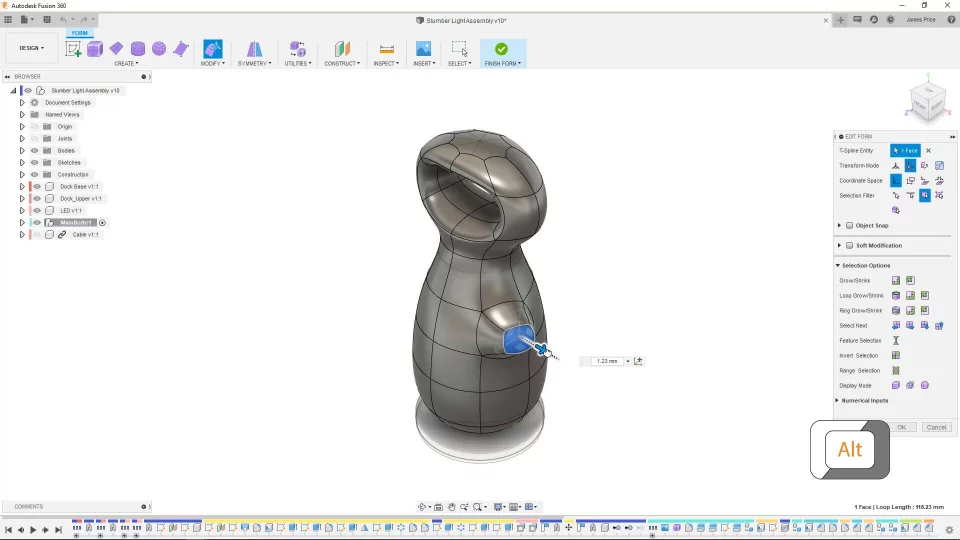 Autodesk Fusion 360
Slumber Light Assembly v10*
James Price
FORM
DESIGN
CREATE
MODIFY
SYMMETRY
UTILITIES
CONSTRUCT
INSPECT
INSERT
SELECT
FINISH FORM
BROWSER
Slumber Light Assembly v10
Document Settings
Named Views
Origin
Joints
Bodies
Sketches
Construction
Dock Base v1:1
Dock_Upper v1:1
LED v1:1
MainBody:1
Cable v1:1
EDIT FORM
T-Spline Entity
1 Face
Transform Mode
Coordinate Space
Selection Filter
Object Snap
Soft Modification
Selection Options
Grow/Shrink
Loop Grow/Shrink
Ring Grow/Shrink
Select Next
Feature Selection
Invert Selection
Range Selection
Display Mode
Numerical Inputs
OK
Cancel
1.23 mm
Alt
COMMENTS
1 Face | Loop Length : 118.23 mm